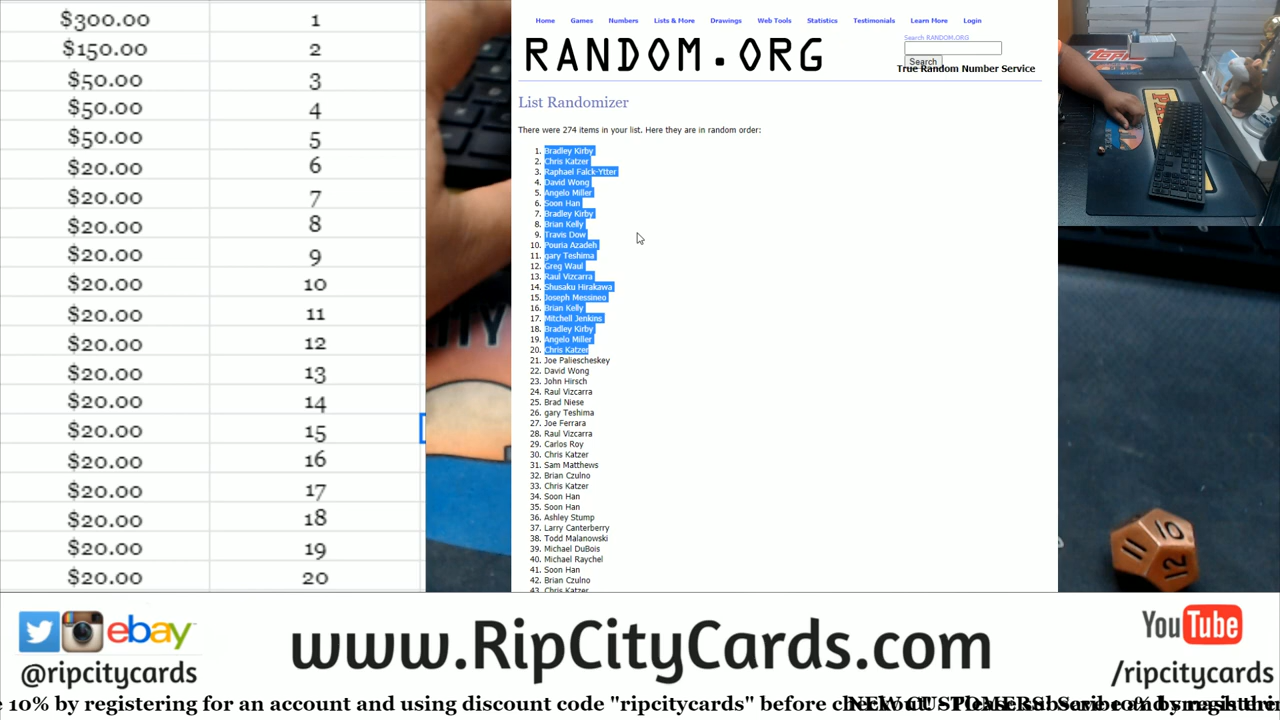 $300.00 1
$150.00 2
$50.00 3
$50.00 4
$50.00 5
$20.00 6
$20.00 7
$20.00 8
$20.00 9
$20.00 10
$20.00 11
$20.00 12
$20.00 13
$20.00 14
$20.00 15
$20.00 16
$20.00 17
$20.00 18
$20.00 19
$20.00 20
Home Games Numbers Lists & More Drawings Web Tools Statistics Testimonials Learn More Login
RANDOM.ORG
Search RANDOM.ORG
Search
True Random Number Service
List Randomizer
There were 274 items in your list. Here they are in random order:
1. Bradley Kirby
2. Chris Katzer
3. Raphael Falck-Ytter
4. David Wong
5. Angelo Miller
6. Soon Han
7. Bradley Kirby
8. Brian Kelly
9. Travis Dow
10. Pouria Azadeh
11. gary Teshima
12. Greg Waul
13. Raul Vizcarra
14. Shusaku Hirakawa
15. Joseph Messineo
16. Brian Kelly
17. Mitchell Jenkins
18. Bradley Kirby
19. Angelo Miller
20. Chris Katzer
21. Joe Paliescheskey
22. David Wong
23. John Hirsch
24. Raul Vizcarra
25. Brad Niese
26. gary Teshima
27. Joe Ferrara
28. Raul Vizcarra
29. Carlos Roy
30. Chris Katzer
31. Sam Matthews
32. Brian Czulno
33. Chris Katzer
34. Soon Han
35. Soon Han
36. Ashley Stump
37. Larry Canterberry
38. Todd Malanowski
39. Michael DuBois
40. Michael Raychel
41. Soon Han
42. Brian Czulno
43. Chris Katzer
11 10 12
ebay
@ripcitycards
www.RipCityCards.com
YouTube
/ripcitycards
10% by registering for an account and using discount code "ripcitycards" before